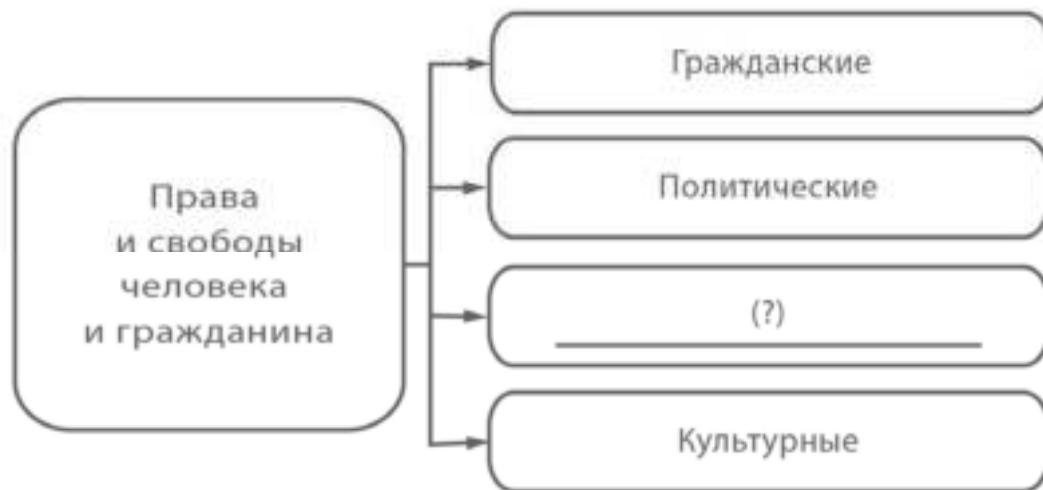 Права
и свободы
человека
и гражданина
Гражданские
Политические
(?)
Культурные